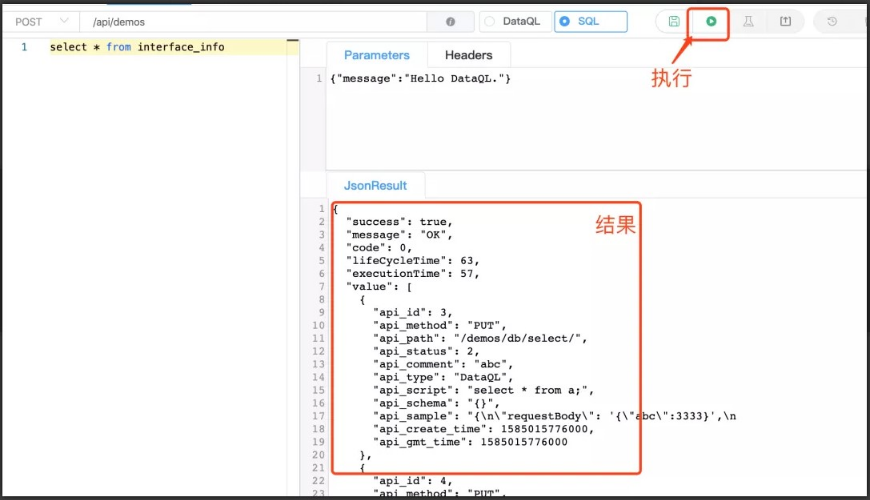 POST /api/demos DataQL SQL
执行
1 select * from interface_info
Parameters Headers
1 {"message":"Hello DataQL."}
JsonResult
结果
1 {
2 "success": true,
3 "message": "OK",
4 "code": 0,
5 "lifeCycleTime": 63,
6 "executionTime": 57,
7 "value": [
8 {
9 "api_id": 3,
10 "api_method": "PUT",
11 "api_path": "/demos/db/select/",
12 "api_status": 2,
13 "api_comment": "abc",
14 "api_type": "DataQL",
15 "api_script": "select * from a;",
16 "api_schema": "{}",
17 "api_sample": "{\n\"requestBody\": '{\"abc\":3333}',\n
18 "api_create_time": 1585015776000,
19 "api_gmt_time": 1585015776000
20 },
21 {
22 "api_id": 4,
23 "api_method": "PUT",